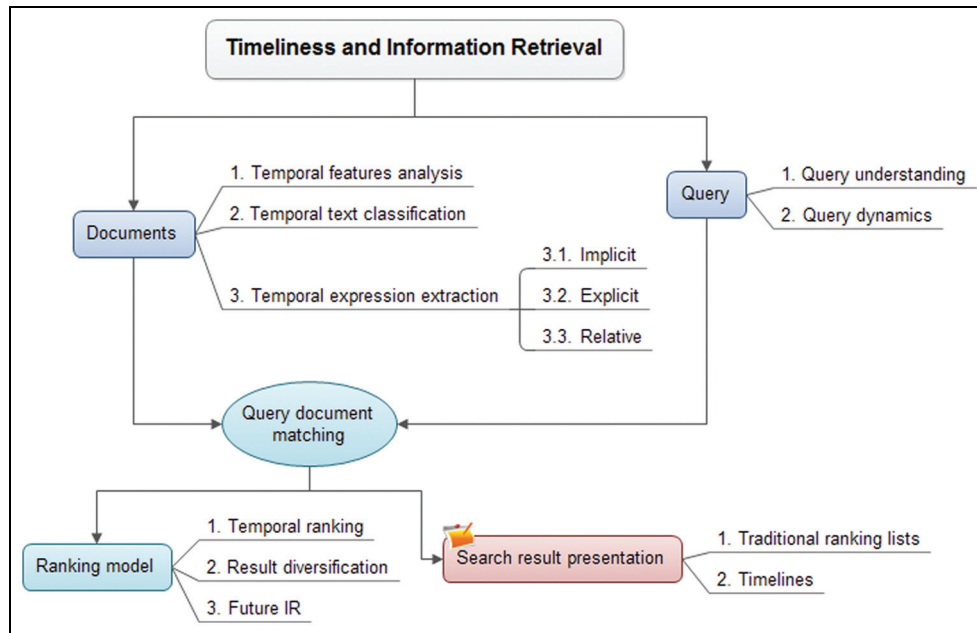 Timeliness and Information Retrieval
Documents
1. Temporal features analysis
2. Temporal text classification
3. Temporal expression extraction
3.1. Implicit
3.2. Explicit
3.3. Relative
Query
1. Query understanding
2. Query dynamics
Query document
matching
Ranking model
1. Temporal ranking
2. Result diversification
3. Future IR
Search result presentation
1. Traditional ranking lists
2. Timelines